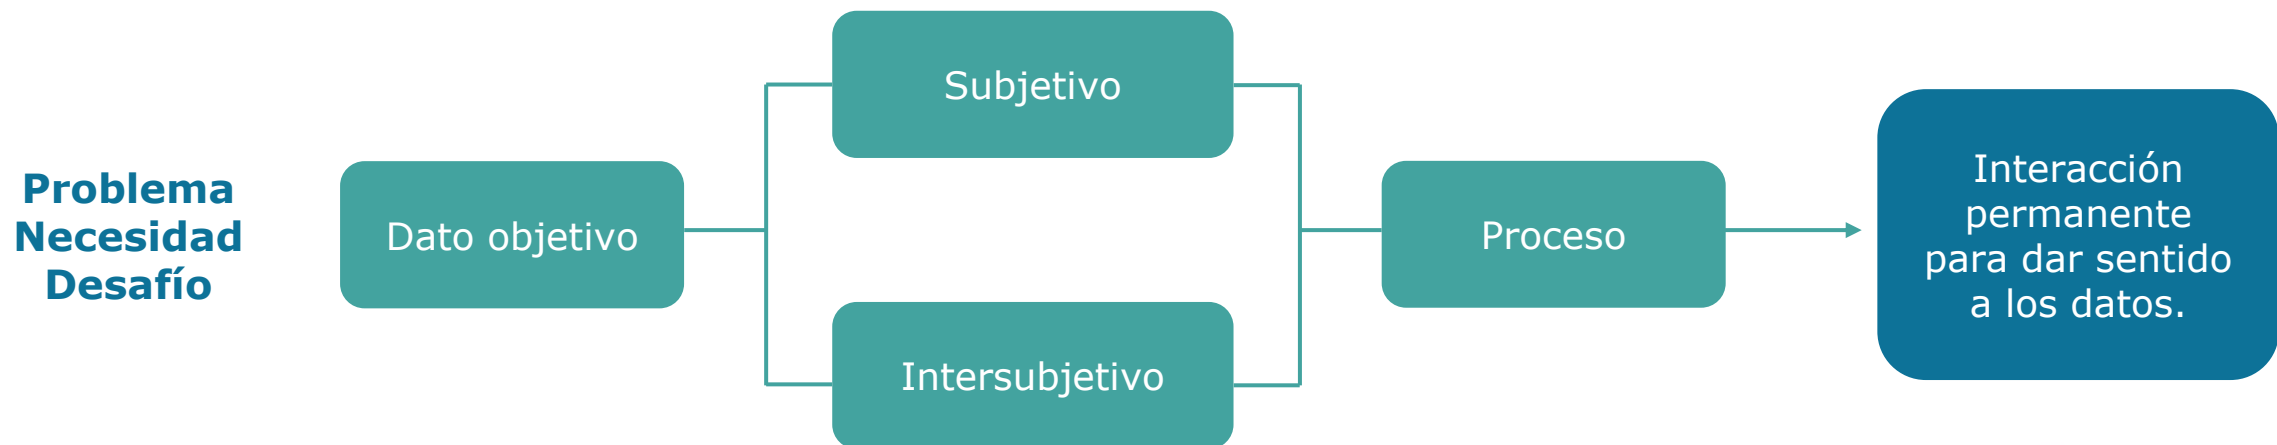 Problema
Necesidad
Desafío
Dato objetivo
Subjetivo
Intersubjetivo
Proceso
Interacción
permanente
para dar sentido
a los datos.